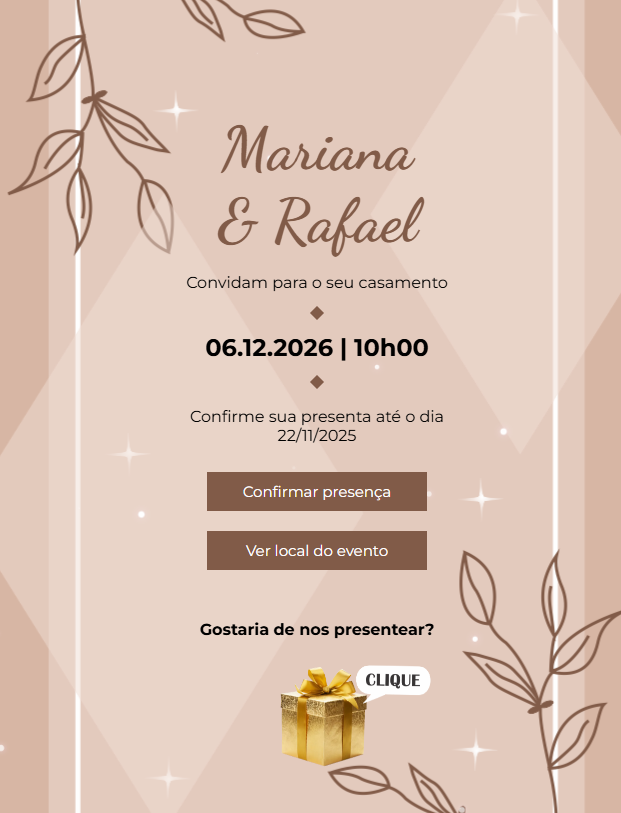 Mariana
& Rafael
Convidam para o seu casamento
06.12.2026 | 10h00
Confirme sua presenta até o dia
22/11/2025
Confirmar presença
Ver local do evento
Gostaria de nos presentear?
CLIQUE